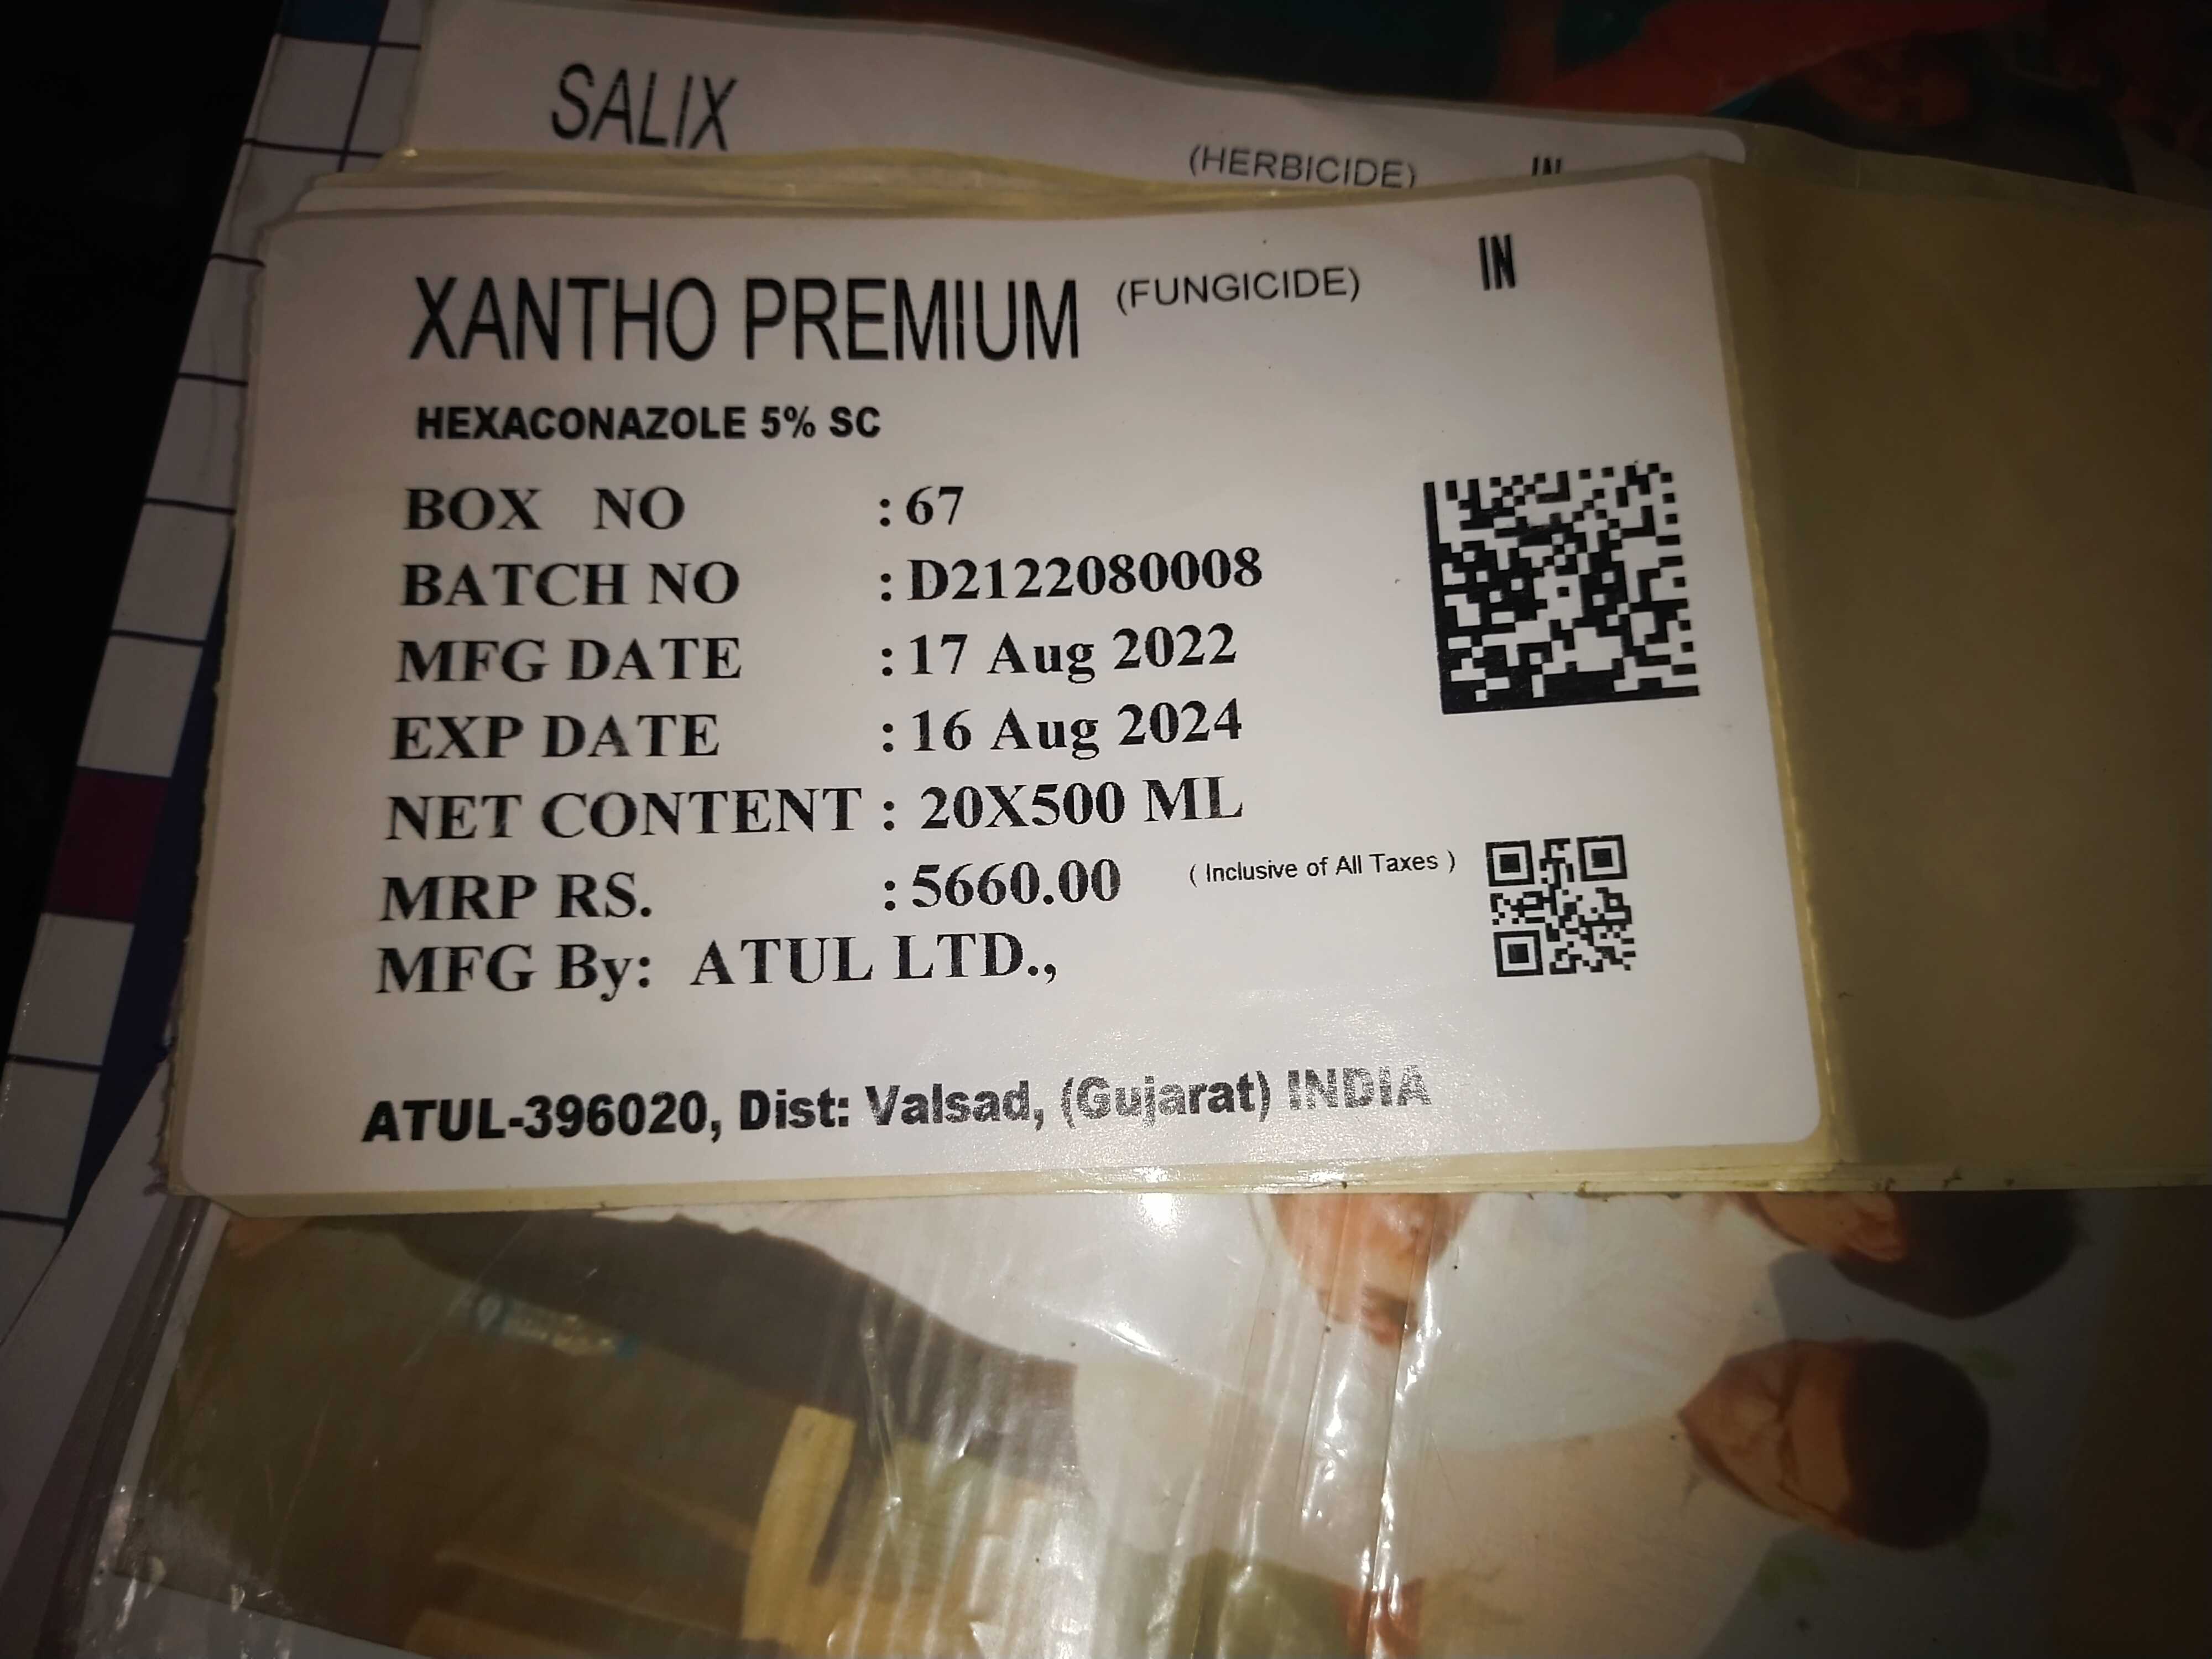 SALIX
(HERBICIDE) IN
XANTHO PREMIUM (FUNGICIDE) IN
HEXACONAZOLE 5% SC
BOX NO : 67
BATCH NO : D2122080008
MFG DATE : 17 Aug 2022
EXP DATE : 16 Aug 2024
NET CONTENT : 20X500 ML
MRP RS. : 5660.00 ( Inclusive of All Taxes )
MFG By: ATUL LTD.,
ATUL-396020, Dist: Valsad, (Gujarat) INDIA